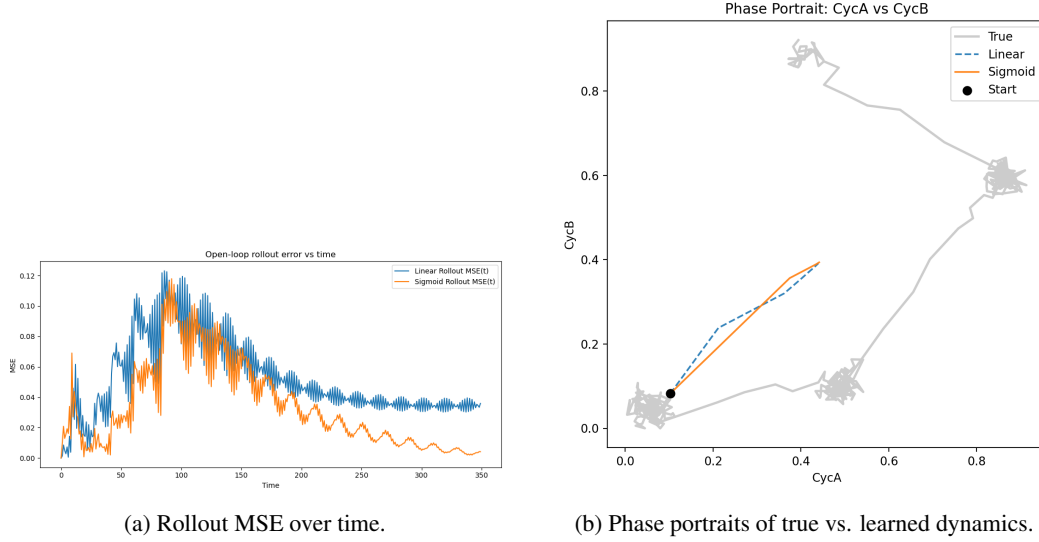 Open-loop rollout error vs time
Linear Rollout MSE(t)
Sigmoid Rollout MSE(t)
MSE
0.12
0.10
0.08
0.06
0.04
0.02
0.00
0 50 100 150 200 250 300 350
Time
(a) Rollout MSE over time.
Phase Portrait: CycA vs CycB
True
Linear
Sigmoid
Start
CycB
0.8
0.6
0.4
0.2
0.0
0.0 0.2 0.4 0.6 0.8
CycA
(b) Phase portraits of true vs. learned dynamics.